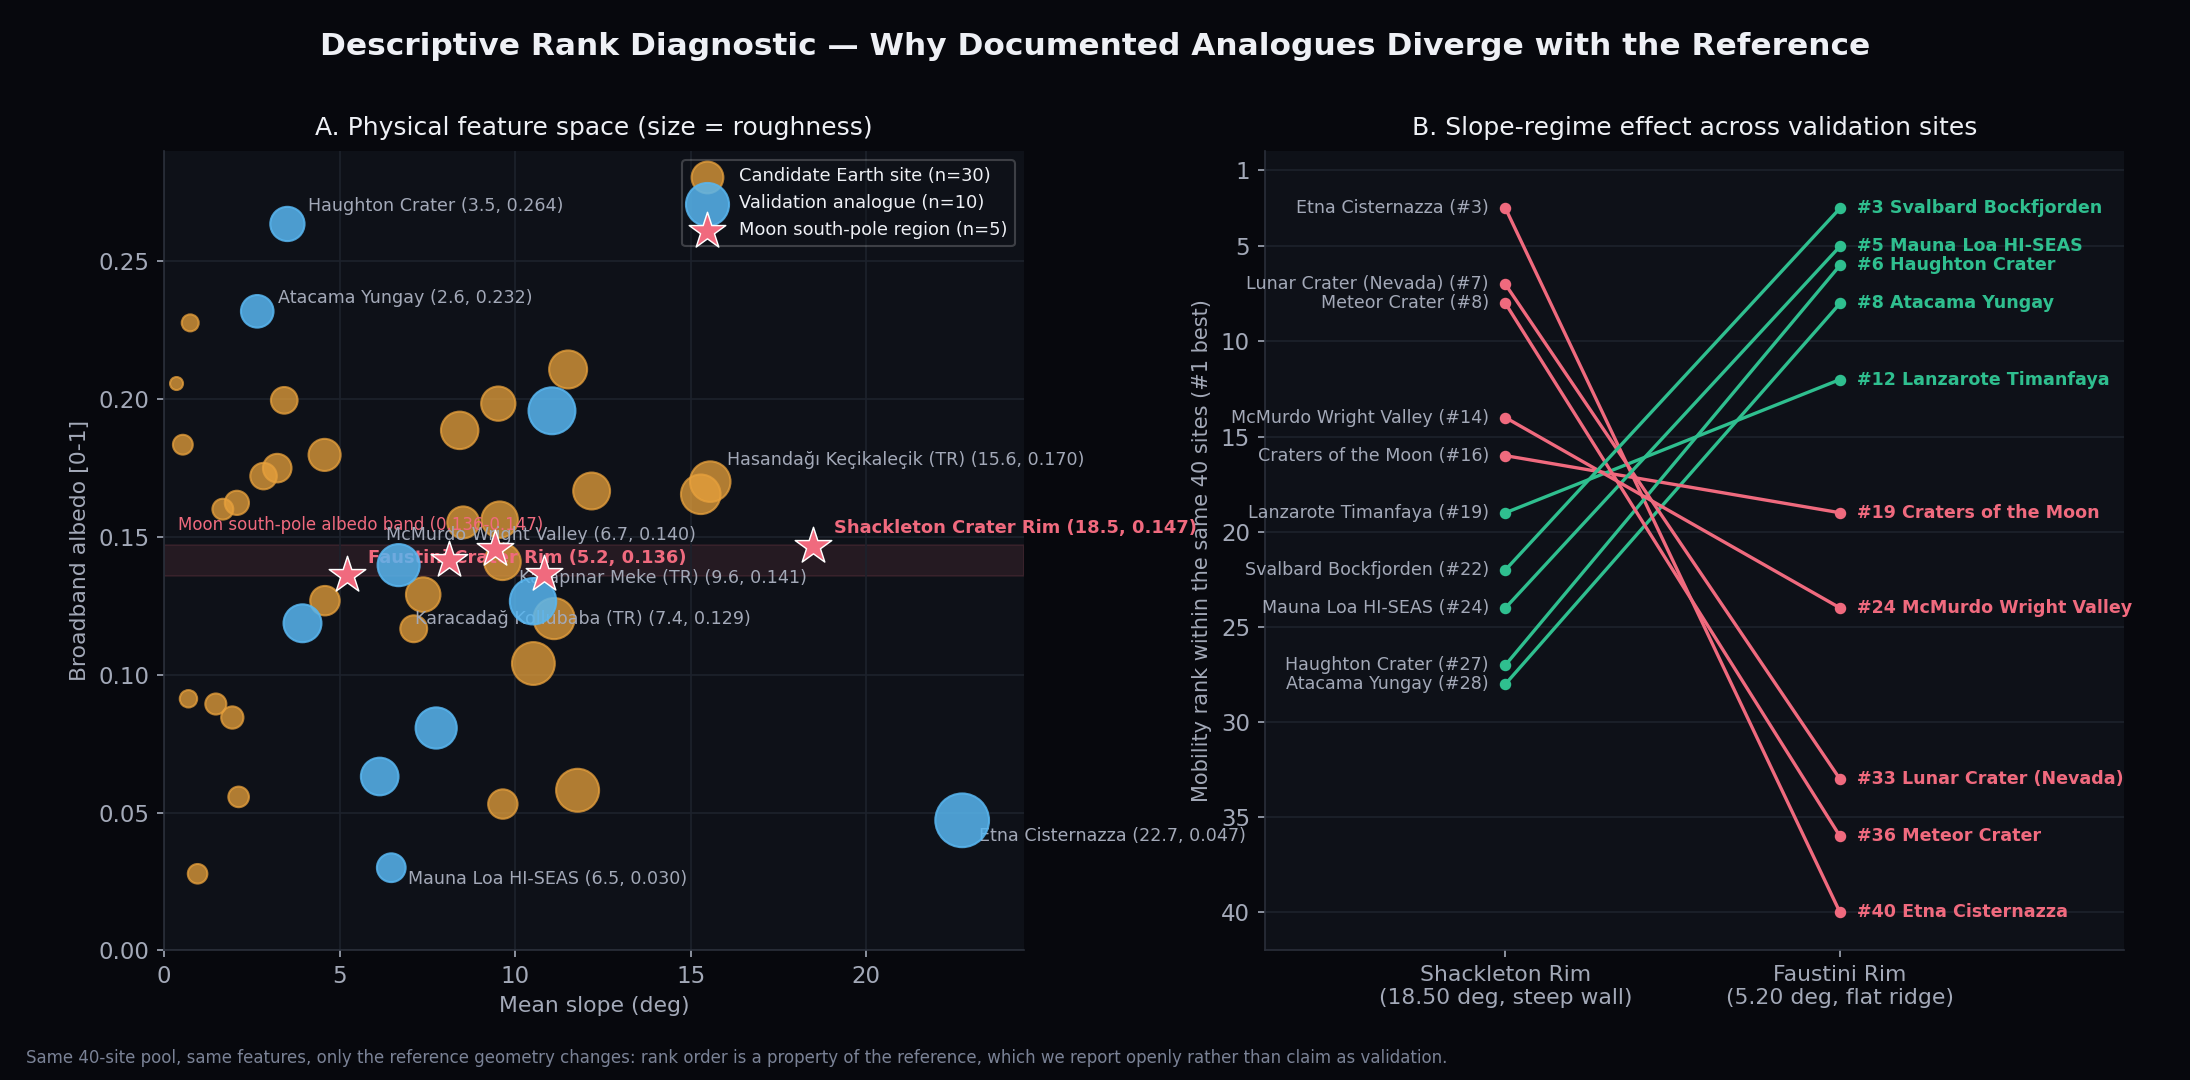 Descriptive Rank Diagnostic — Why Documented Analogues Diverge with the Reference
A. Physical feature space (size = roughness)
Candidate Earth site (n=30)
Validation analogue (n=10)
Moon south-pole region (n=5)
Haughton Crater (3.5, 0.264)
Atacama Yungay (2.6, 0.232)
Hasandağı Keçikaleçik (TR) (15.6, 0.170)
Moon south-pole albedo band (0.136-0.147)
McMurdo Wright Valley (6.7, 0.140)
Shackleton Crater Rim (18.5, 0.147)
Faustini Crater Rim (5.2, 0.136)
Karapınar Meke (TR) (9.6, 0.141)
Karacadağ Kollubaba (TR) (7.4, 0.129)
Etna Cisternazza (22.7, 0.047)
Mauna Loa HI-SEAS (6.5, 0.030)
0.25
0.20
0.15
0.10
0.05
0.00
Broadband albedo [0-1]
0
5
10
15
20
Mean slope (deg)
B. Slope-regime effect across validation sites
1
5
10
15
20
25
30
35
40
Mobility rank within the same 40 sites (#1 best)
Etna Cisternazza (#3)
Lunar Crater (Nevada) (#7)
Meteor Crater (#8)
McMurdo Wright Valley (#14)
Craters of the Moon (#16)
Lanzarote Timanfaya (#19)
Svalbard Bockfjorden (#22)
Mauna Loa HI-SEAS (#24)
Haughton Crater (#27)
Atacama Yungay (#28)
#3 Svalbard Bockfjorden
#5 Mauna Loa HI-SEAS
#6 Haughton Crater
#8 Atacama Yungay
#12 Lanzarote Timanfaya
#19 Craters of the Moon
#24 McMurdo Wright Valley
#33 Lunar Crater (Nevada)
#36 Meteor Crater
#40 Etna Cisternazza
Shackleton Rim
(18.50 deg, steep wall)
Faustini Rim
(5.20 deg, flat ridge)
Same 40-site pool, same features, only the reference geometry changes: rank order is a property of the reference, which we report openly rather than claim as validation.